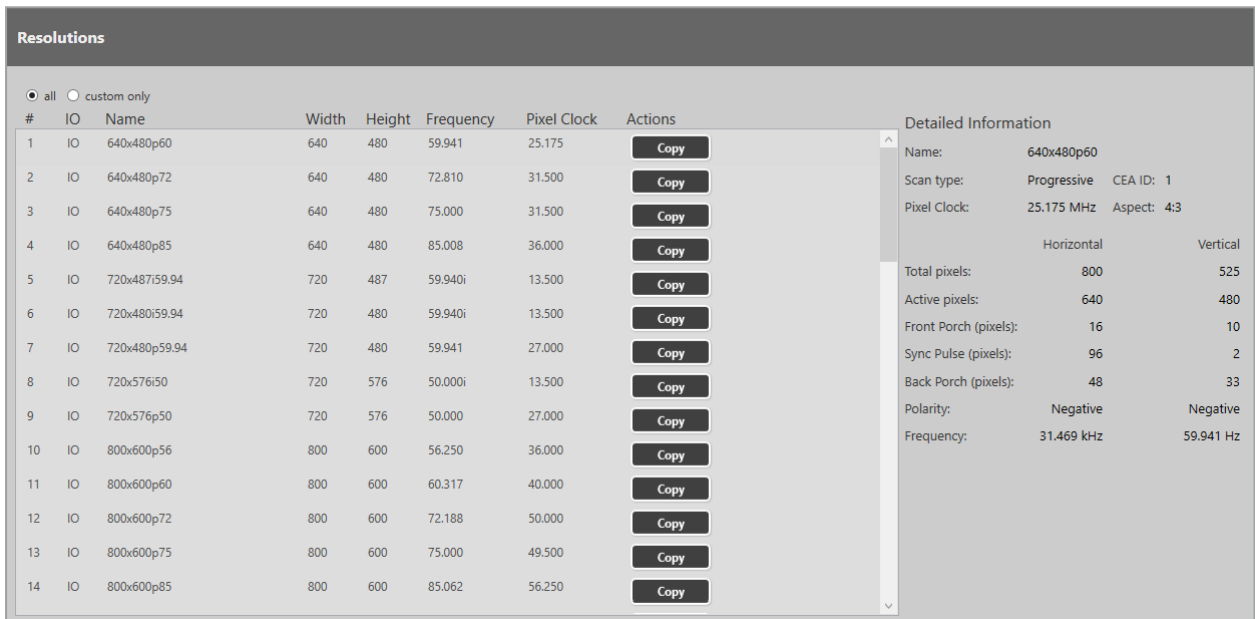 Resolutions
all custom only
# IO Name Width Height Frequency Pixel Clock Actions
1 IO 640x480p60 640 480 59.941 25.175 Copy
2 IO 640x480p72 640 480 72.810 31.500 Copy
3 IO 640x480p75 640 480 75.000 31.500 Copy
4 IO 640x480p85 640 480 85.008 36.000 Copy
5 IO 720x487i59.94 720 487 59.940i 13.500 Copy
6 IO 720x480i59.94 720 480 59.940i 13.500 Copy
7 IO 720x480p59.94 720 480 59.941 27.000 Copy
8 IO 720x576i50 720 576 50.000i 13.500 Copy
9 IO 720x576p50 720 576 50.000 27.000 Copy
10 IO 800x600p56 800 600 56.250 36.000 Copy
11 IO 800x600p60 800 600 60.317 40.000 Copy
12 IO 800x600p72 800 600 72.188 50.000 Copy
13 IO 800x600p75 800 600 75.000 49.500 Copy
14 IO 800x600p85 800 600 85.062 56.250 Copy
Detailed Information
Name: 640x480p60
Scan type: Progressive CEA ID: 1
Pixel Clock: 25.175 MHz Aspect: 4:3
Horizontal Vertical
Total pixels: 800 525
Active pixels: 640 480
Front Porch (pixels): 16 10
Sync Pulse (pixels): 96 2
Back Porch (pixels): 48 33
Polarity: Negative Negative
Frequency: 31.469 kHz 59.941 Hz